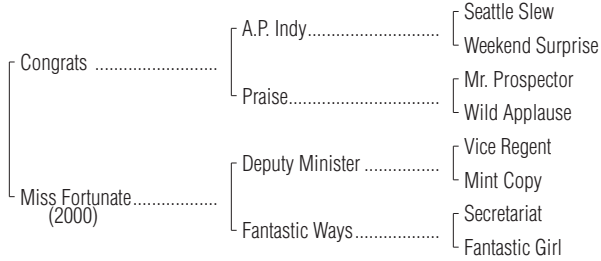 Seattle Slew
A.P. Indy..............................
Weekend Surprise
Congrats ..........................
Mr. Prospector
Praise..................................
Wild Applause
Vice Regent
Deputy Minister ................
Mint Copy
Miss Fortunate..................
(2000)
Secretariat
Fantastic Ways..................
Fantastic Girl